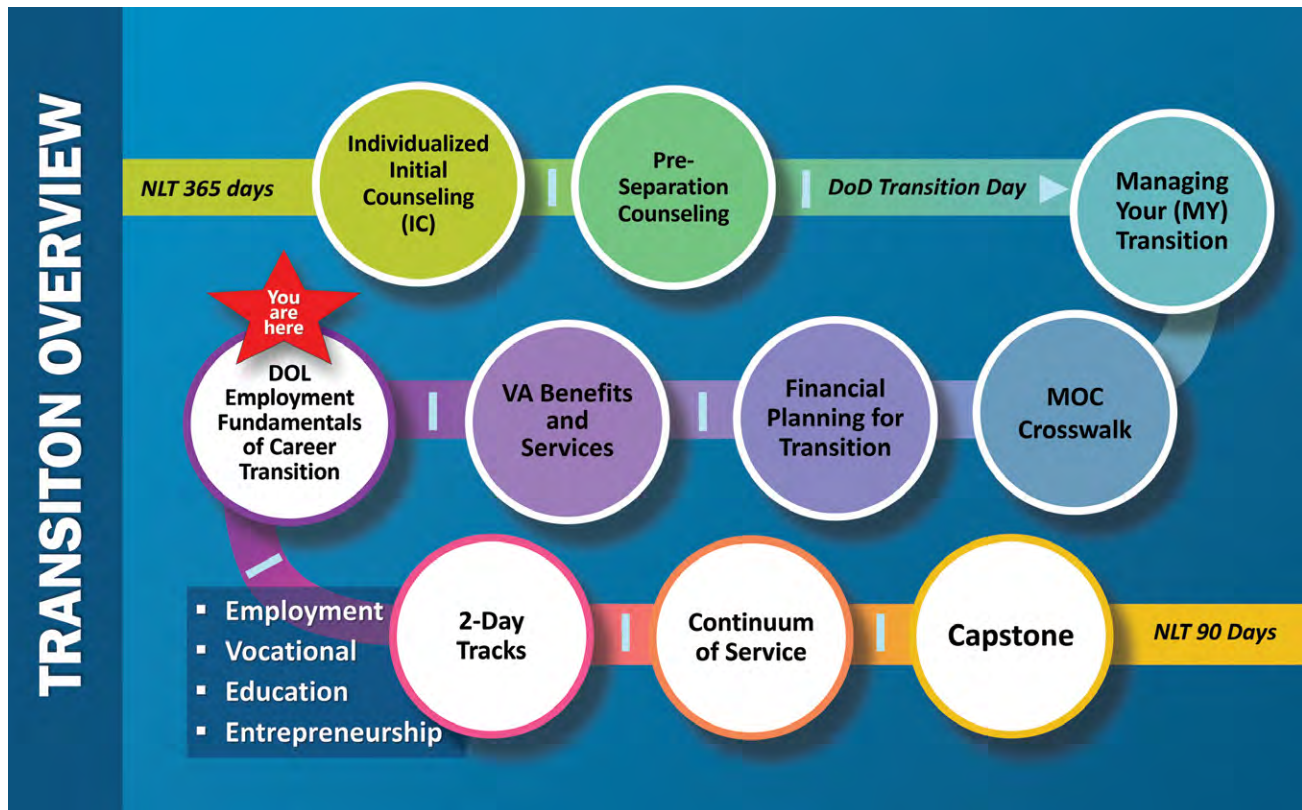 TRANSITON OVERVIEW
NLT 365 days
Individualized
Initial
Counseling
(IC)
Pre-
Separation
Counseling
DoD Transition Day
Managing
Your (MY)
Transition
You
are
here
DOL
Employment
Fundamentals
of Career
Transition
VA Benefits
and
Services
Financial
Planning for
Transition
MOC
Crosswalk
▪ Employment
▪ Vocational
▪ Education
▪ Entrepreneurship
2-Day
Tracks
Continuum
of Service
Capstone
NLT 90 Days